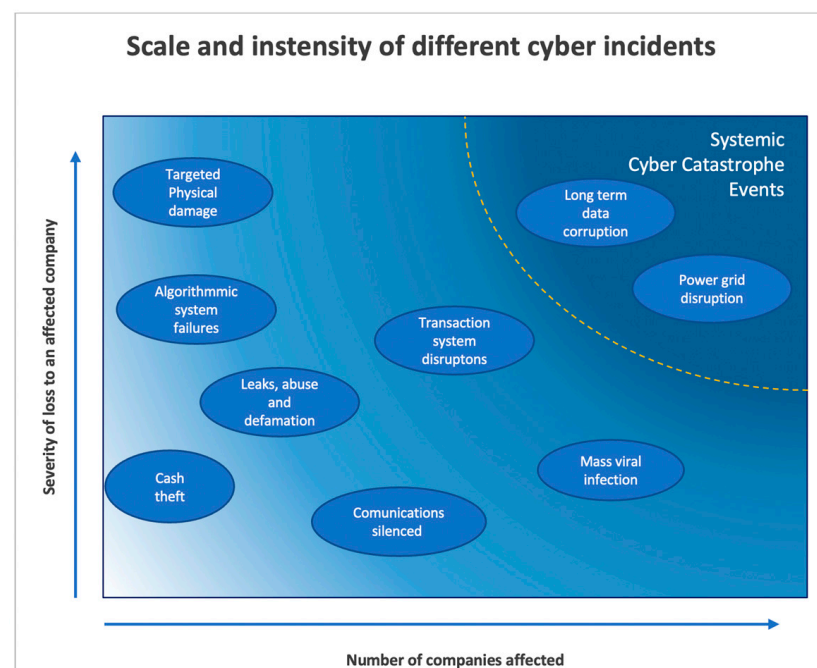 Scale and instensity of different cyber incidents
Systemic
Cyber Catastrophe
Events
Targeted
Physical
damage
Long term
data
corruption
Power grid
disruption
Algorithmmic
system
failures
Transaction
system
disruptons
Leaks, abuse
and
defamation
Mass viral
infection
Cash
theft
Comunications
silenced
Severity of loss to an affected company
Number of companies affected